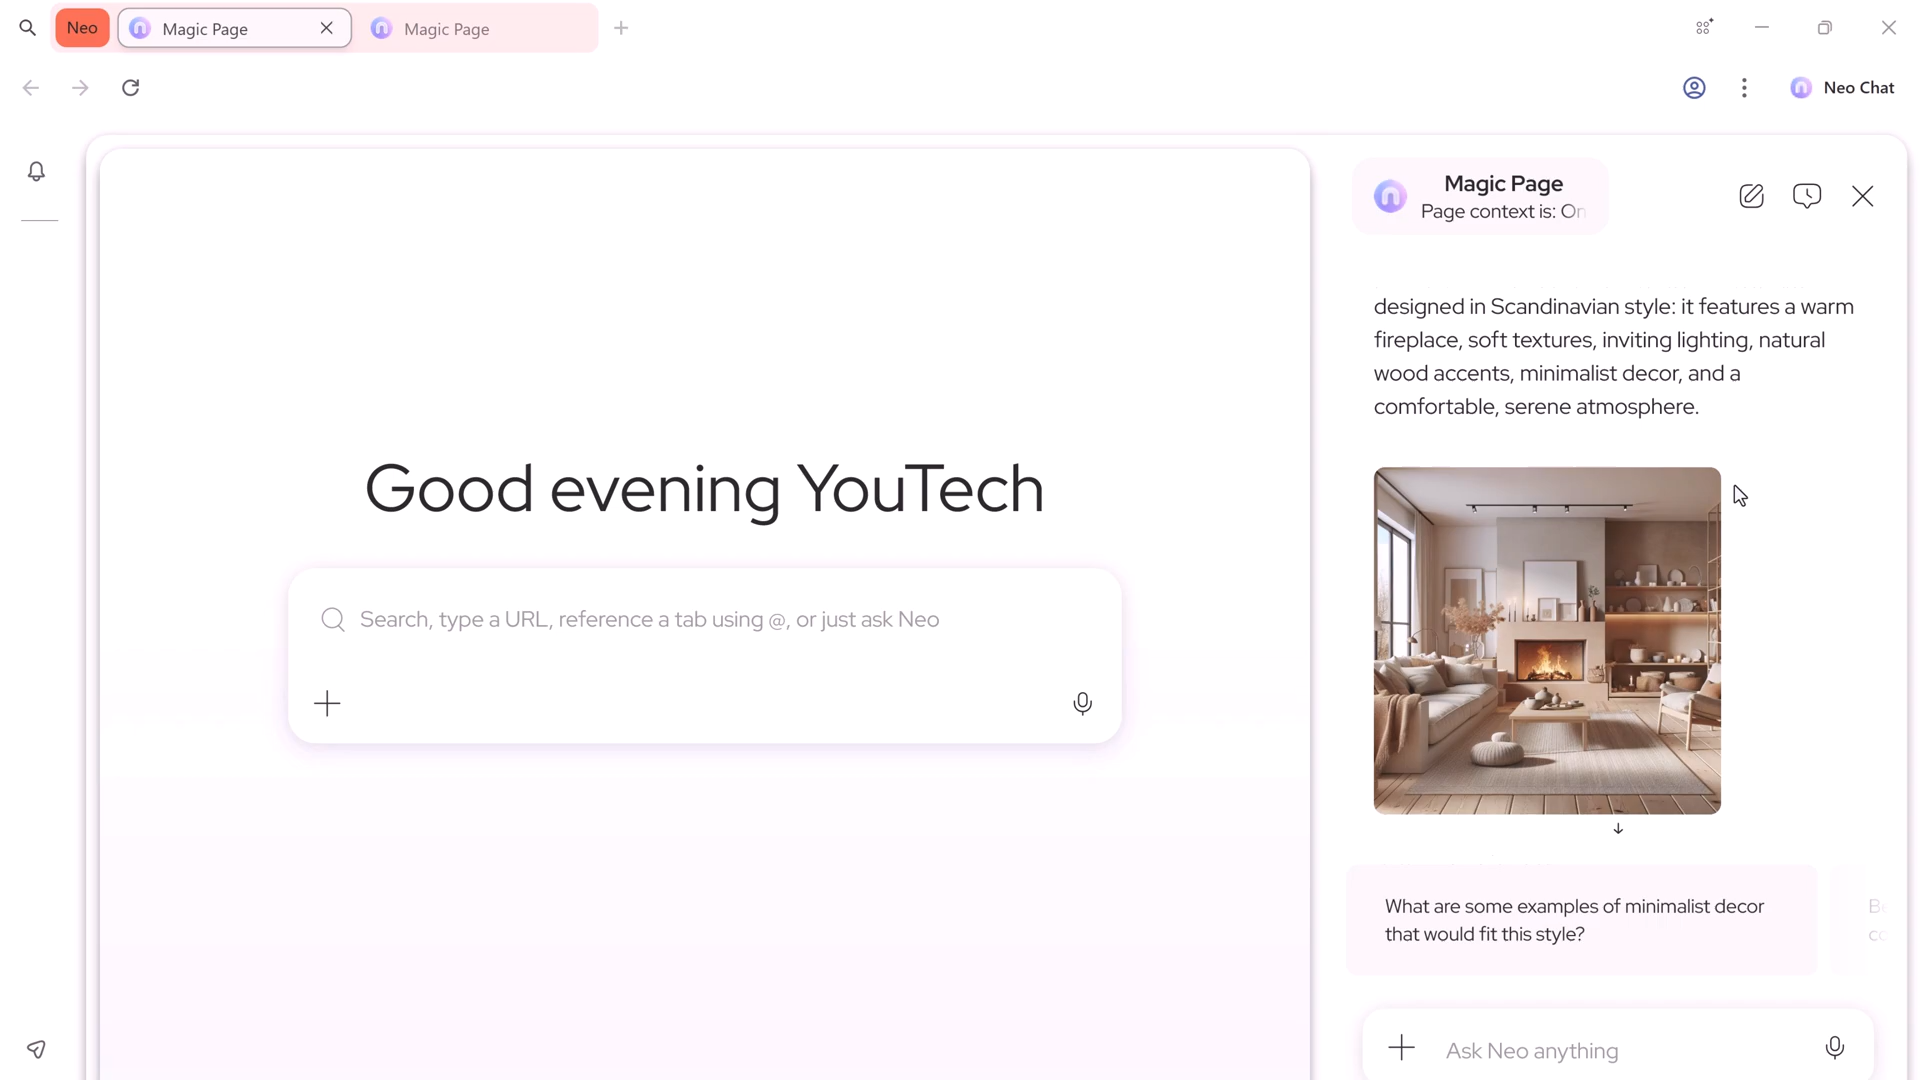 Neo
Magic Page
Magic Page
Neo Chat
Good evening YouTech
Search, type a URL, reference a tab using @, or just ask Neo
Magic Page
Page context is: On
designed in Scandinavian style: it features a warm
fireplace, soft textures, inviting lighting, natural
wood accents, minimalist decor, and a
comfortable, serene atmosphere.
What are some examples of minimalist decor
that would fit this style?
Ask Neo anything